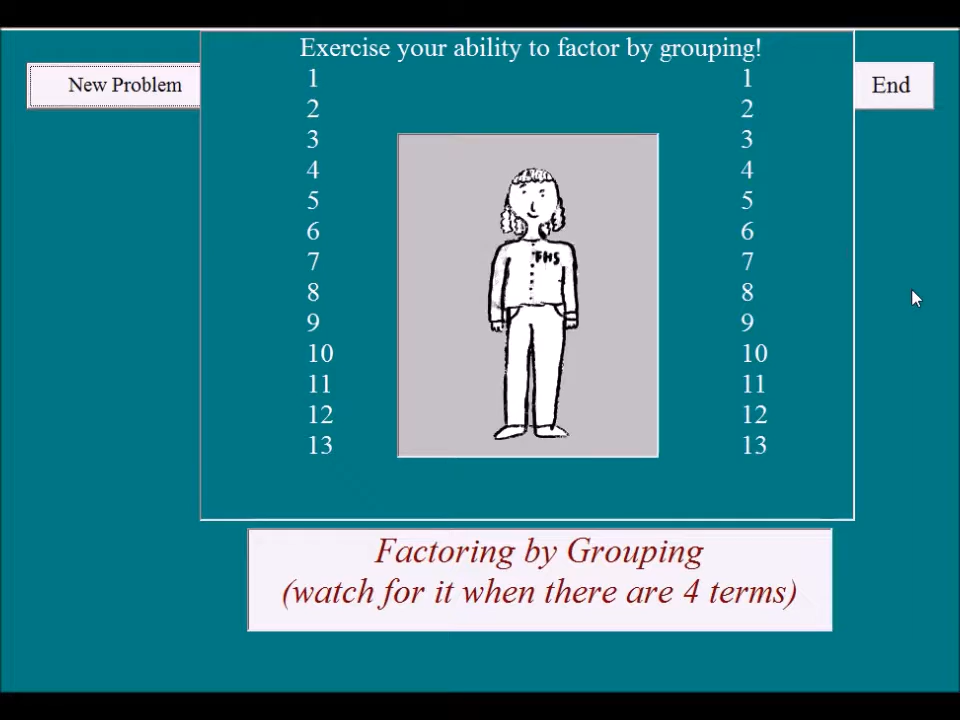 Exercise your ability to factor by grouping!
New Problem
End
1 1
2 2
3 3
4 4
5 5
6 6
7 7
8 8
9 9
10 10
11 11
12 12
13 13
FHS
Factoring by Grouping
(watch for it when there are 4 terms)